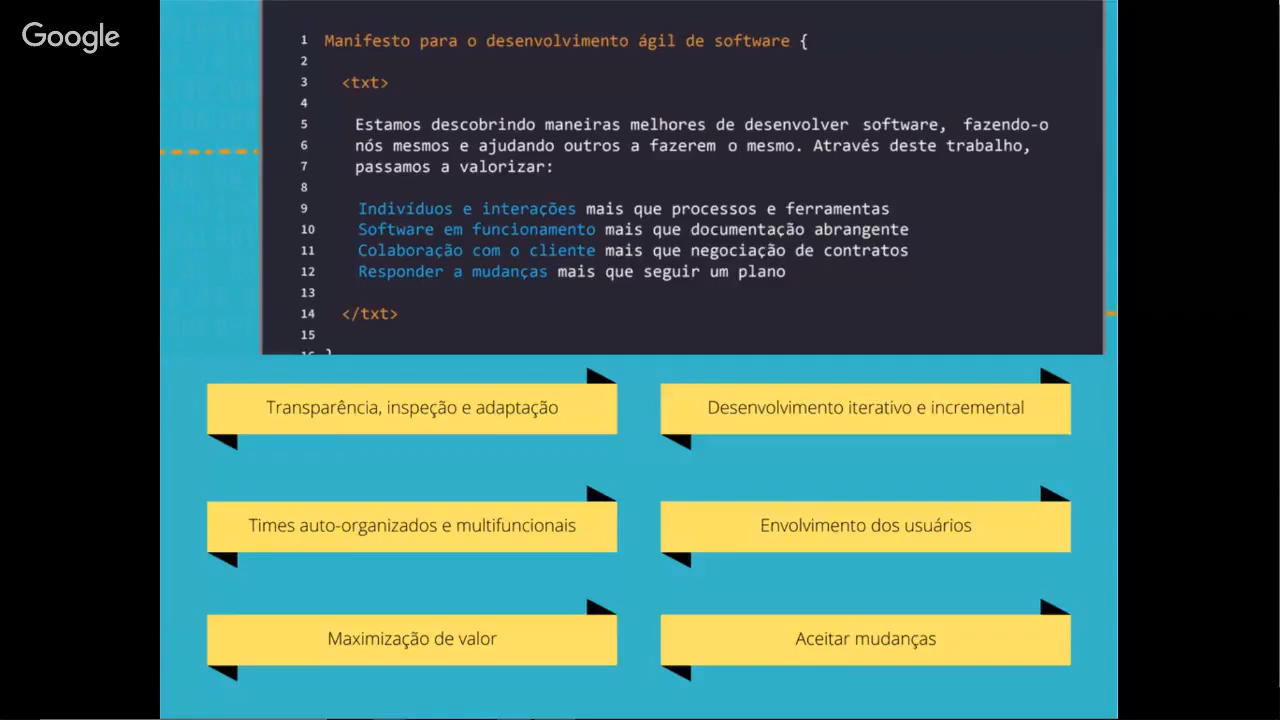 Google
1 Manifesto para o desenvolvimento ágil de software {
2
3 <txt>
4
5 Estamos descobrindo maneiras melhores de desenvolver software, fazendo-o
6 nós mesmos e ajudando outros a fazerem o mesmo. Através deste trabalho,
7 passamos a valorizar:
8
9 Indivíduos e interações mais que processos e ferramentas
10 Software em funcionamento mais que documentação abrangente
11 Colaboração com o cliente mais que negociação de contratos
12 Responder a mudanças mais que seguir um plano
13
14 </txt>
15
16 }
Transparência, inspeção e adaptação
Desenvolvimento iterativo e incremental
Times auto-organizados e multifuncionais
Envolvimento dos usuários
Maximização de valor
Aceitar mudanças